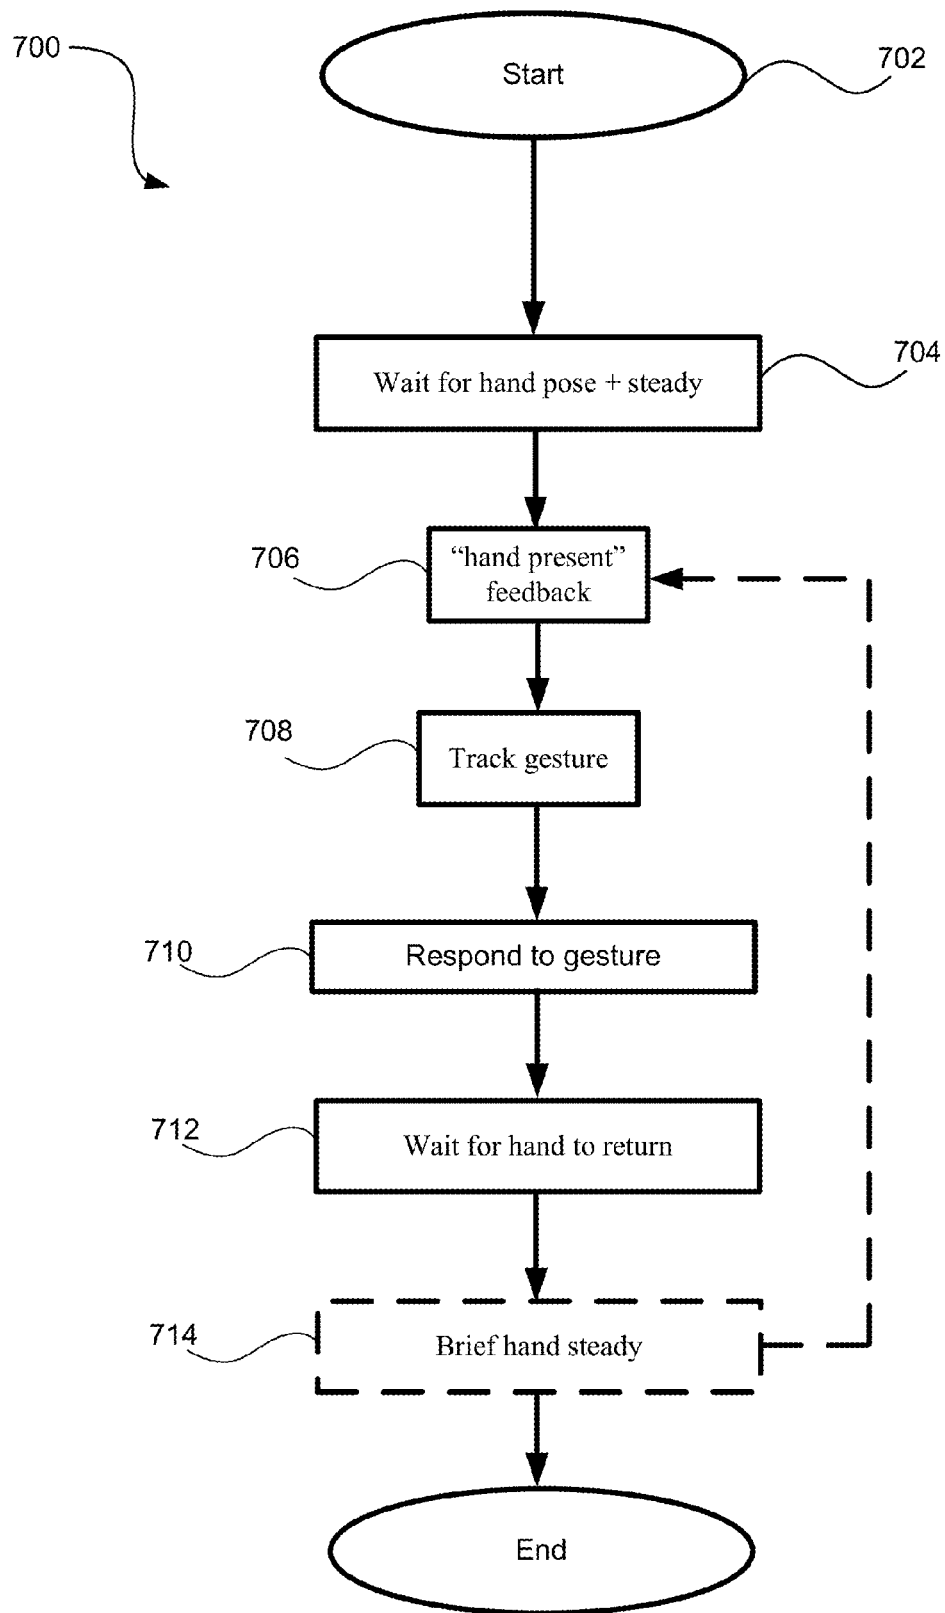 700
Start
702
Wait for hand pose + steady
704
706
“hand present”
feedback
708
Track gesture
710
Respond to gesture
712
Wait for hand to return
714
Brief hand steady
End